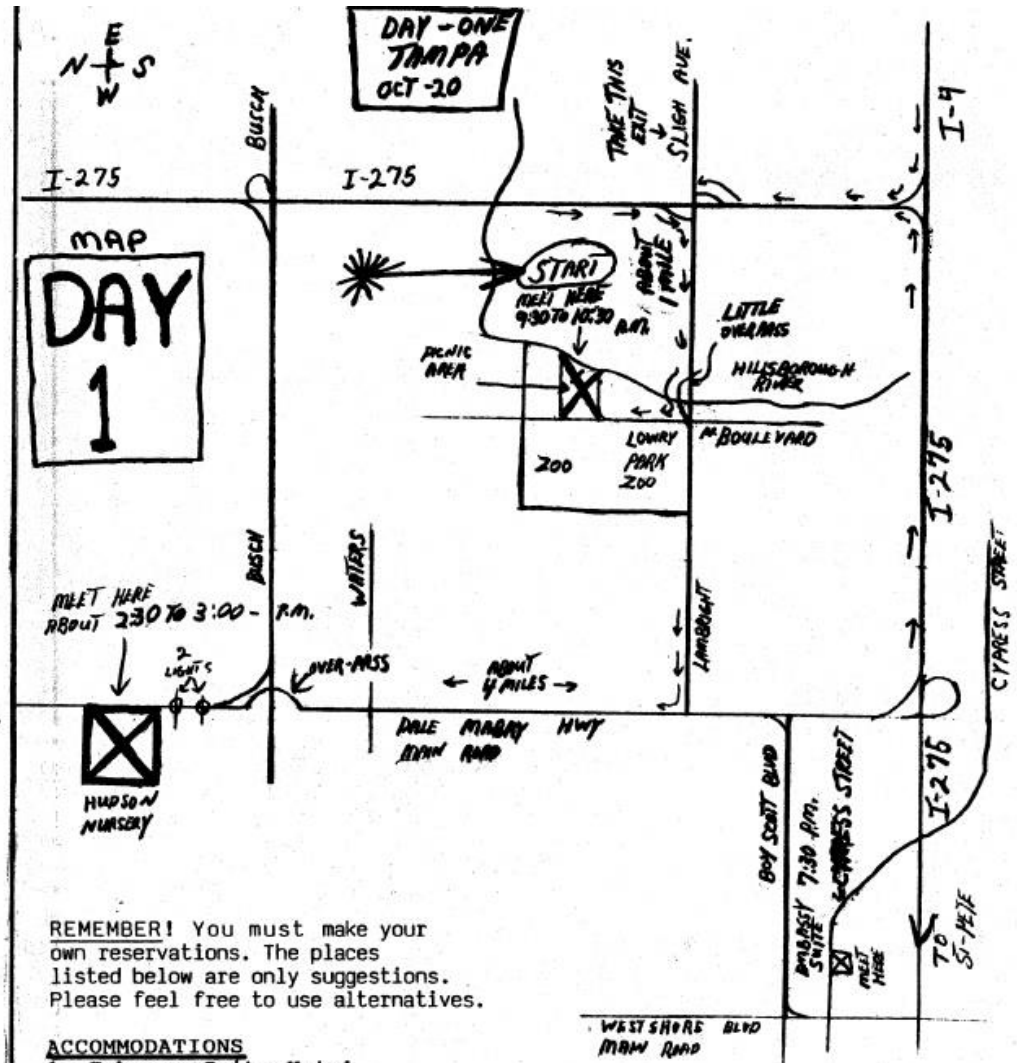 E
N S
W
DAY-ONE
TAMPA
OCT-20
BUSCH
TAKE THIS
EXIT
SLIGH AVE.
I-4
I-275
I-275
MAP
DAY
1
START
MEET HERE
9:30 TO 10:30 A.M.
ABOUT
1 MILE
LITTLE
OVERPASS
HILLSBOROUGH
RIVER
PICNIC
AREA
N. BOULEVARD
ZOO
LOWRY
PARK
ZOO
I-275
BUSCH
WATERS
LAMBRIGHT
CYPRESS STREET
MEET HERE
ABOUT 2:30 TO 3:00 - P.M.
2
LIGHTS
OVER-PASS
ABOUT
4 MILES
DALE MABRY HWY
MAIN ROAD
HUDSON
NURSERY
BOY SCOTT BLVD
EMBASSY 7:30 P.M.
SUITE
CYPRESS STREET
MEET
HERE
I-275
TO
ST-PETE
WESTSHORE BLVD
MAIN ROAD
REMEMBER! You must make your
own reservations. The places
listed below are only suggestions.
Please feel free to use alternatives.
ACCOMMODATIONS